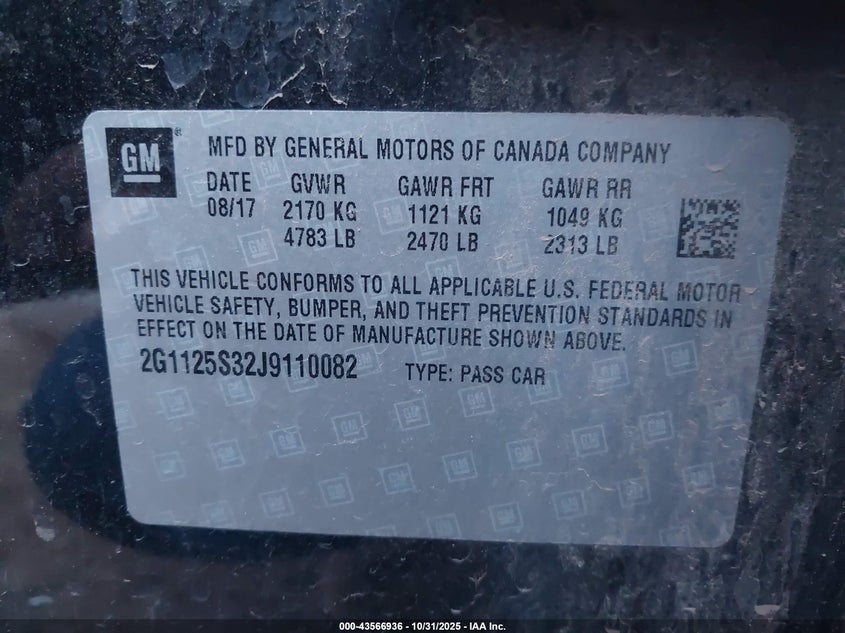 GM
MFD BY GENERAL MOTORS OF CANADA COMPANY
DATE GVWR GAWR FRT GAWR RR
08/17 2170 KG 1121 KG 1049 KG
4783 LB 2470 LB 2313 LB
THIS VEHICLE CONFORMS TO ALL APPLICABLE U.S. FEDERAL MOTOR
VEHICLE SAFETY, BUMPER, AND THEFT PREVENTION STANDARDS IN
EFFECT ON THE DATE OF MANUFACTURE SHOWN ABOVE.
2G1125S32J9110082 TYPE: PASS CAR
000-43566936 - 10/31/2025 - IAA Inc.